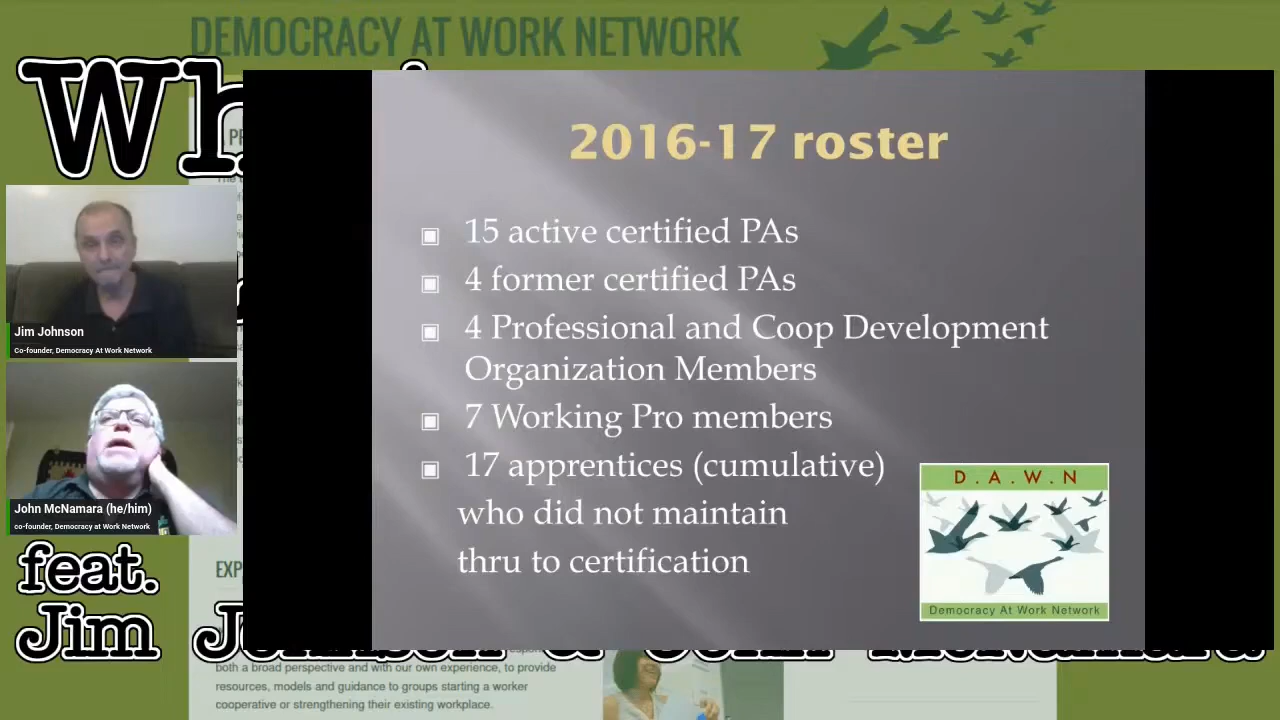 DEMOCRACY AT WORK NETWORK
Wh
2016-17 roster
15 active certified PAs
4 former certified PAs
4 Professional and Coop Development
Organization Members
7 Working Pro members
17 apprentices (cumulative)
who did not maintain
thru to certification
D.A.W.N
Democracy At Work Network
Jim Johnson
Co-founder, Democracy At Work Network
John McNamara (he/him)
co-founder, Democracy at Work Network
feat.
Jim
EXP
both a broad perspective and with our own experience, to provide
resources, models and guidance to groups starting a worker
cooperative or strengthening their existing workplace.